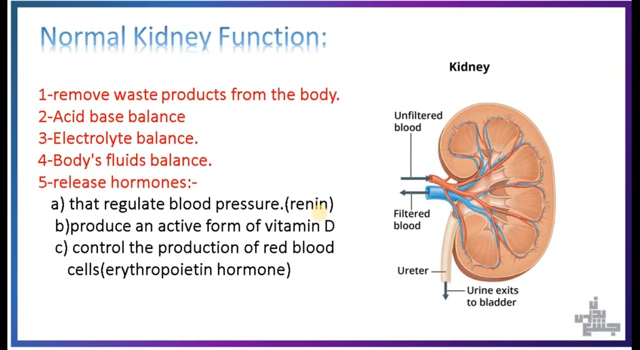 Normal Kidney Function:
1-remove waste products from the body.
2-Acid base balance
3-Electrolyte balance.
4-Body's fluids balance.
5-release hormones:-
a) that regulate blood pressure.(renin)
b)produce an active form of vitamin D
c) control the production of red blood
cells(erythropoietin hormone)
Kidney
Unfiltered
blood
Filtered
blood
Ureter
Urine exits
to bladder